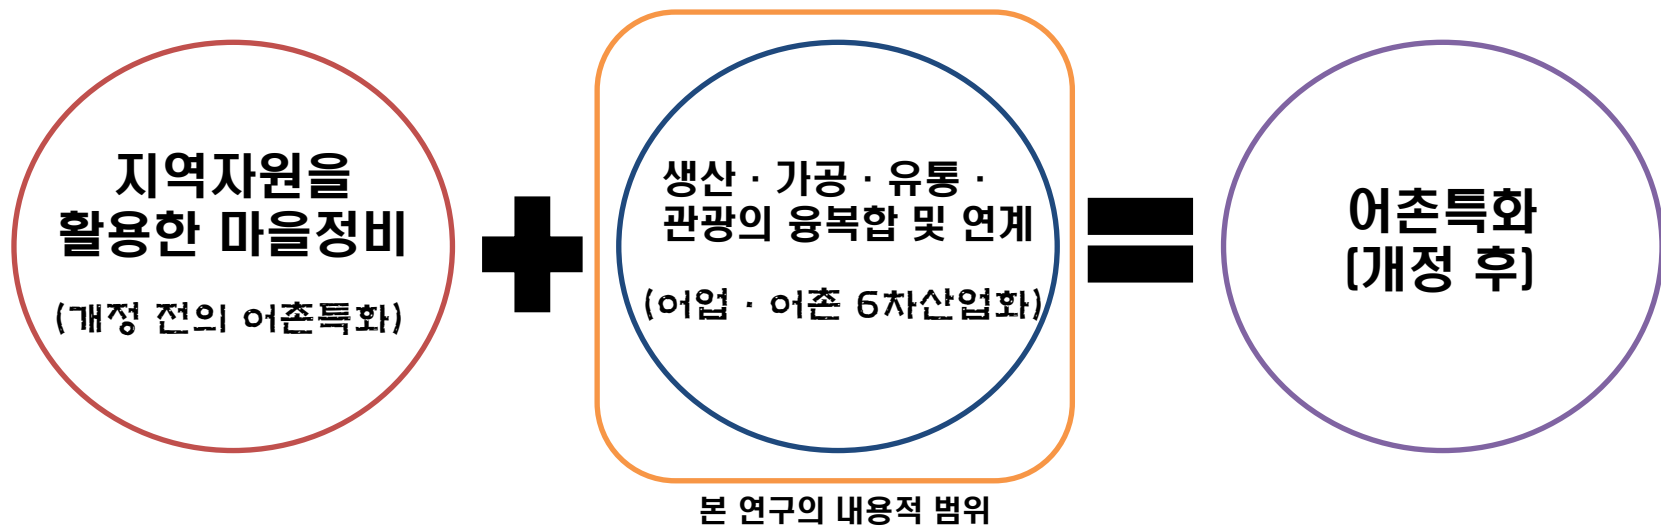 지역자원을
활용한 마을정비
(개정 전의 어촌특화)
생산 · 가공 · 유통 ·
관광의 융복합 및 연계
(어업 · 어촌 6차산업화)
어촌특화
(개정 후)
본 연구의 내용적 범위